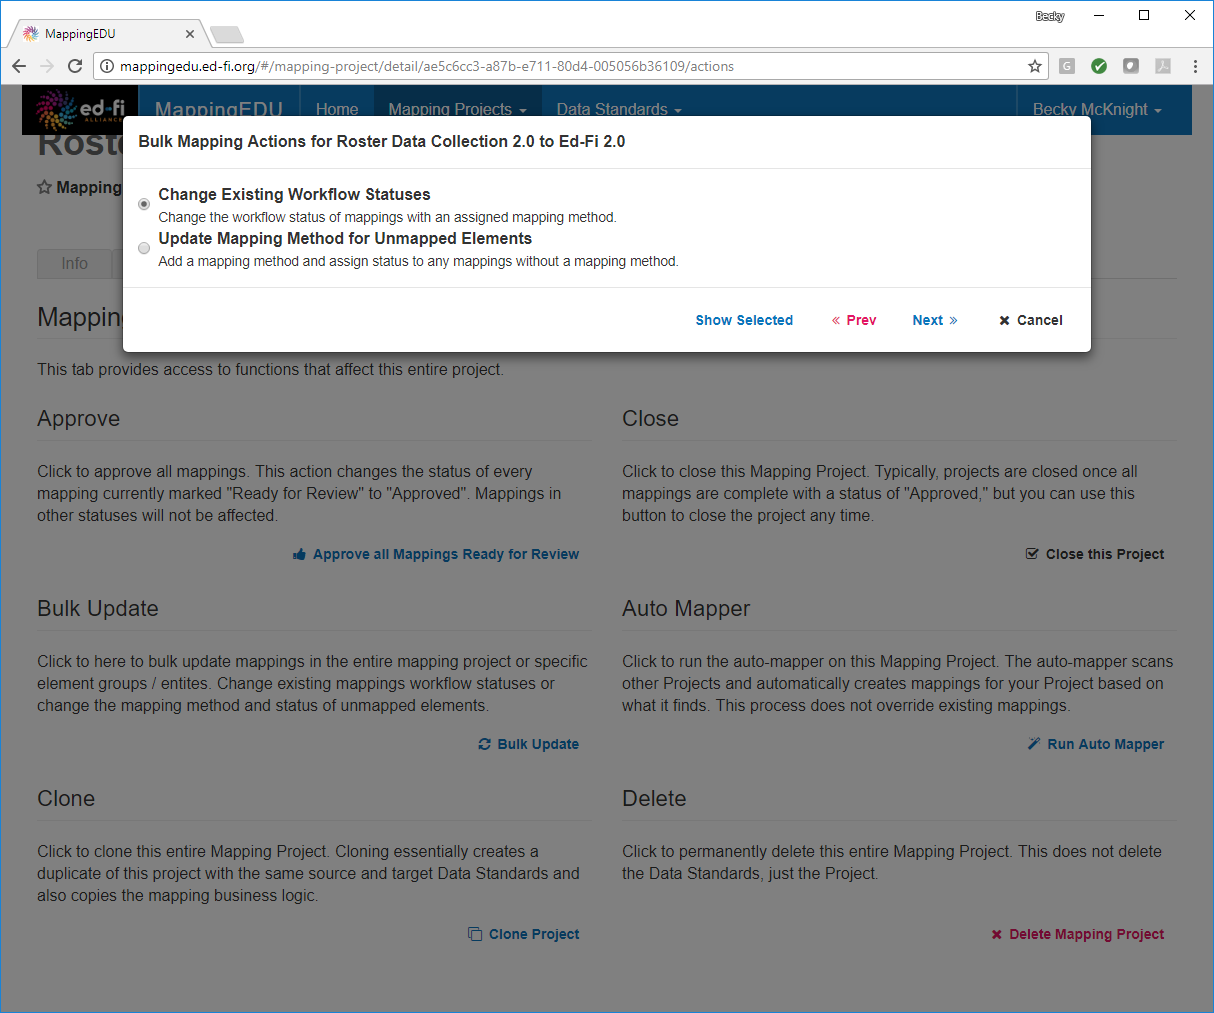 Becky
MappingEDU
mappingedu.ed-fi.org/#/mapping-project/detail/ae5c6cc3-a87b-e711-80d4-005056b36109/actions
G
ed-fi
ALLIANCE
MappingEDU
Home
Mapping Projects
Data Standards
Becky McKnight
Bulk Mapping Actions for Roster Data Collection 2.0 to Ed-Fi 2.0
Rost
Mapping
Change Existing Workflow Statuses
Change the workflow status of mappings with an assigned mapping method.
Update Mapping Method for Unmapped Elements
Add a mapping method and assign status to any mappings without a mapping method.
Info
Show Selected « Prev Next » Cancel
Mappin
This tab provides access to functions that affect this entire project.
Approve
Click to approve all mappings. This action changes the status of every
mapping currently marked "Ready for Review" to "Approved". Mappings in
other statuses will not be affected.
Approve all Mappings Ready for Review
Close
Click to close this Mapping Project. Typically, projects are closed once all
mappings are complete with a status of "Approved," but you can use this
button to close the project any time.
Close this Project
Bulk Update
Click to here to bulk update mappings in the entire mapping project or specific
element groups / entites. Change existing mappings workflow statuses or
change the mapping method and status of unmapped elements.
Bulk Update
Auto Mapper
Click to run the auto-mapper on this Mapping Project. The auto-mapper scans
other Projects and automatically creates mappings for your Project based on
what it finds. This process does not override existing mappings.
Run Auto Mapper
Clone
Click to clone this entire Mapping Project. Cloning essentially creates a
duplicate of this project with the same source and target Data Standards and
also copies the mapping business logic.
Clone Project
Delete
Click to permanently delete this entire Mapping Project. This does not delete
the Data Standards, just the Project.
Delete Mapping Project